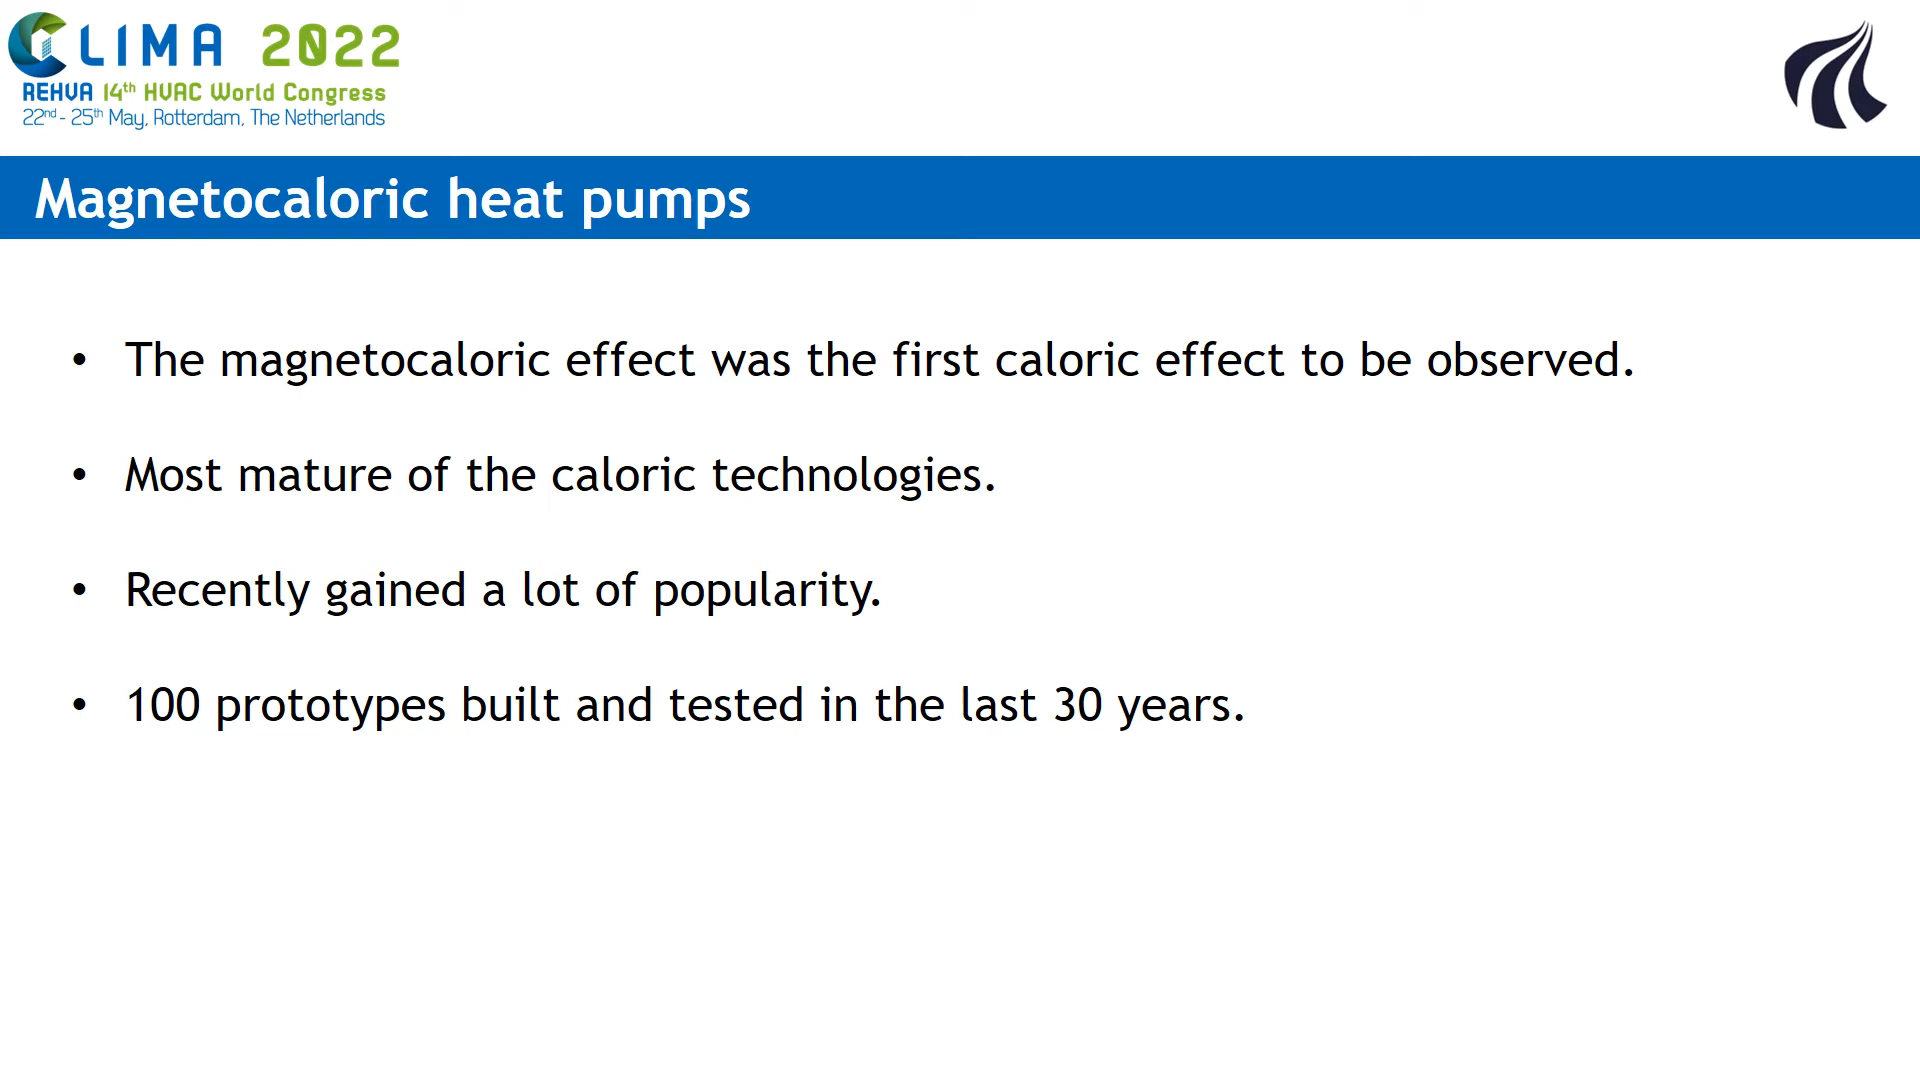 CLIMA 2022
REHVA 14th HVAC World Congress
22nd - 25th May, Rotterdam, The Netherlands
Magnetocaloric heat pumps
• The magnetocaloric effect was the first caloric effect to be observed.
• Most mature of the caloric technologies.
• Recently gained a lot of popularity.
• 100 prototypes built and tested in the last 30 years.